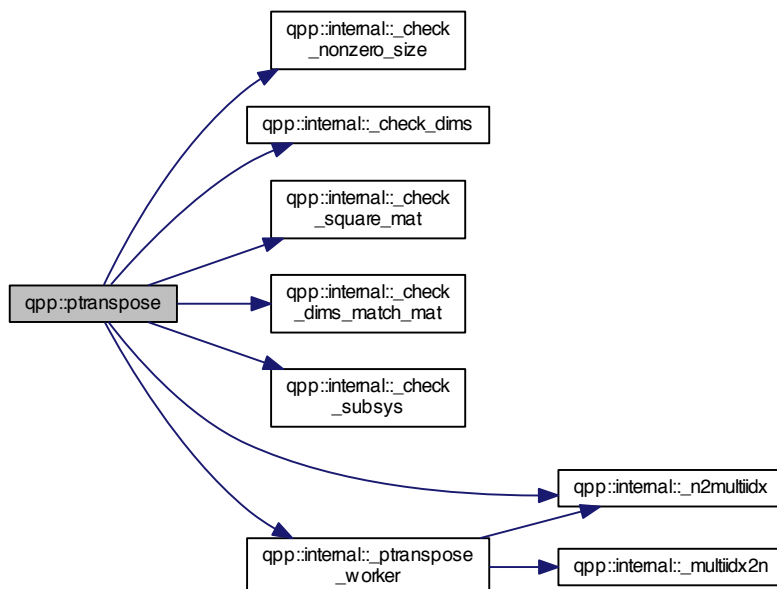 qpp::internal::_check
_nonzero_size
qpp::internal::_check_dims
qpp::internal::_check
_square_mat
qpp::ptranspose
qpp::internal::_check
_dims_match_mat
qpp::internal::_check
_subsys
qpp::internal::_n2multiidx
qpp::internal::_ptranspose
_worker
qpp::internal::_multiidx2n